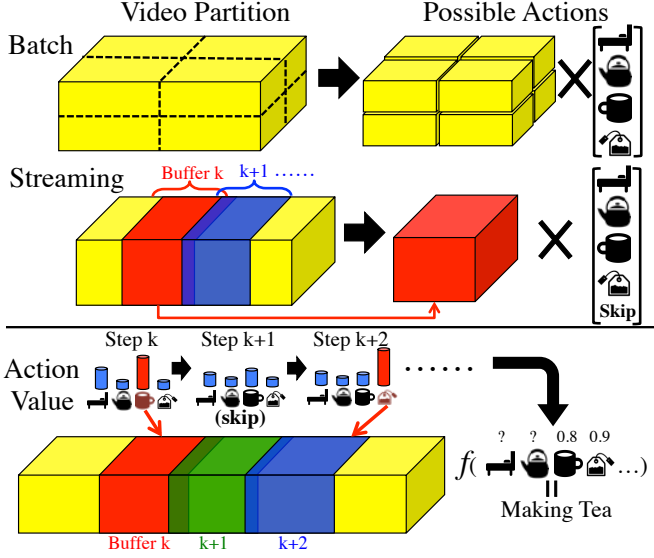 Video Partition
Possible Actions
Batch
Streaming
Buffer k
k+1 ......
Skip
Step k
Step k+1
Step k+2
Action
Value
(skip)
......
? ? 0.8 0.9
f( ...)
=
Making Tea
Buffer k
k+1
k+2